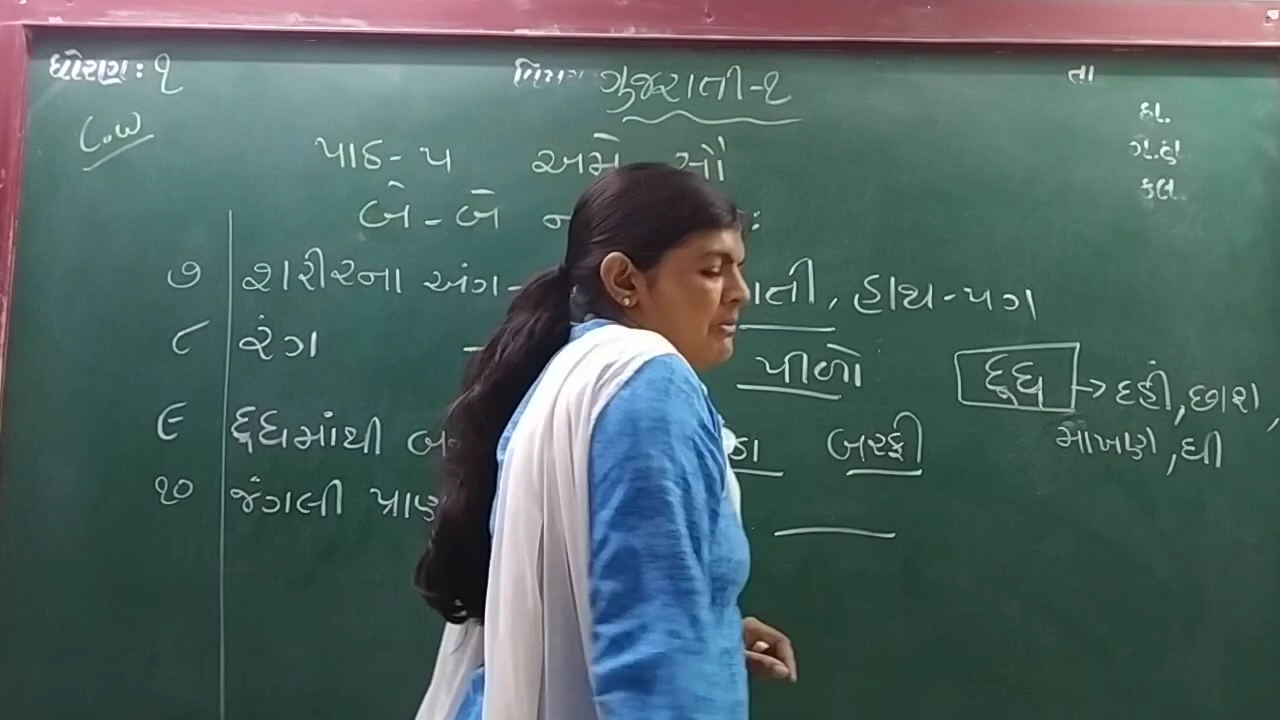 ધોરણ: ૧
વિષય ગુજરાતી-૧
તા
C.W
હા.
ગે.હા
કુલ
પાઠ-૫ અમે
બે-બે
૭ શરીરના અંગ- હાથ-પગ
૮ રંગ - પીળો
૯ દૂધમાંથી બરફી
૧૦ જંગલી
દૂધ → દહીં, છાશ,
માખણ, ઘી